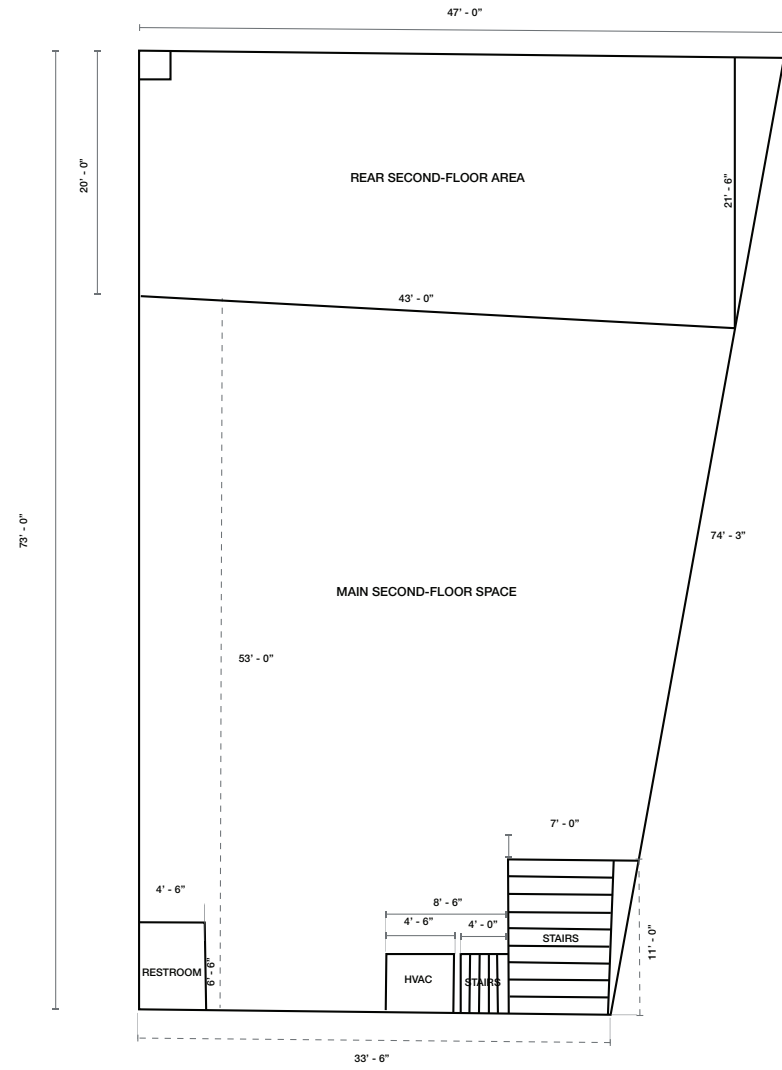 47’ - 0”
20’ - 0”
REAR SECOND-FLOOR AREA
21’ - 6”
43’ - 0”
73’ - 0”
74’ - 3”
MAIN SECOND-FLOOR SPACE
53’ - 0”
7’ - 0”
4’ - 6”
8’ - 6”
4’ - 6”
4’ - 0”
STAIRS
11’ - 0”
RESTROOM
6’ - 6”
HVAC
STAIRS
33’ - 6”